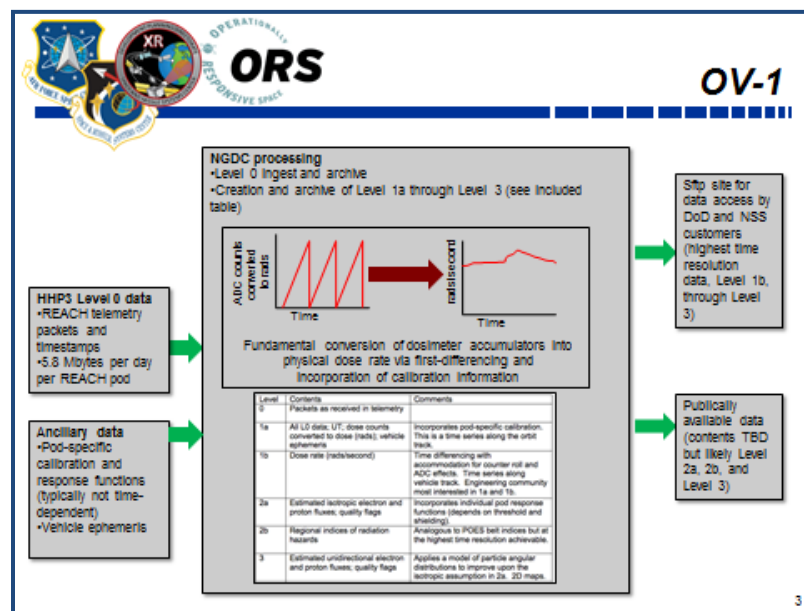 XR
OPERATIONALLY
RESPONSIVE SPACE
ORS
OV-1
NGDC processing
•Level 0 ingest and archive
•Creation and archive of Level 1a through Level 3 (see included
table)
ADC counts
converted
to rads
Time
rads/second
Time
Fundamental conversion of dosimeter accumulators into
physical dose rate via first-differencing and
incorporation of calibration information
HHP3 Level 0 data
•REACH telemetry
packets and
timestamps
•5.8 Mbytes per day
per REACH pod
Ancillary data
•Pod-specific
calibration and
response functions
(typically not time-
dependent)
•Vehicle ephemeris
Level Contents Comments
0 Packets as received in telemetry
1a All L0 data; UT; dose counts Incorporates pod-specific calibration.
converted to dose (rads); vehicle This is a time series along the orbit
ephemeris track.
1b Dose rate (rads/second) Time differencing with
accommodation for counter roll and
ADC effects. Time series along
vehicle track. Engineering community
most interested in 1a and 1b.
2a Estimated isotropic electron and Incorporates individual pod response
proton fluxes; quality flags functions (depends on threshold and
shielding).
2b Regional indices of radiation Analogous to POES belt indices but at
hazards the highest time resolution achievable.
3 Estimated unidirectional electron Applies a model of particle angular
and proton fluxes; quality flags distributions to improve upon the
isotropic assumption in 2a. 2D maps.
Sftp site for
data access by
DoD and NSS
customers
(highest time
resolution
data, Level 1b,
through Level
3)
Publically
available data
(contents TBD
but likely Level
2a, 2b, and
Level 3)
3